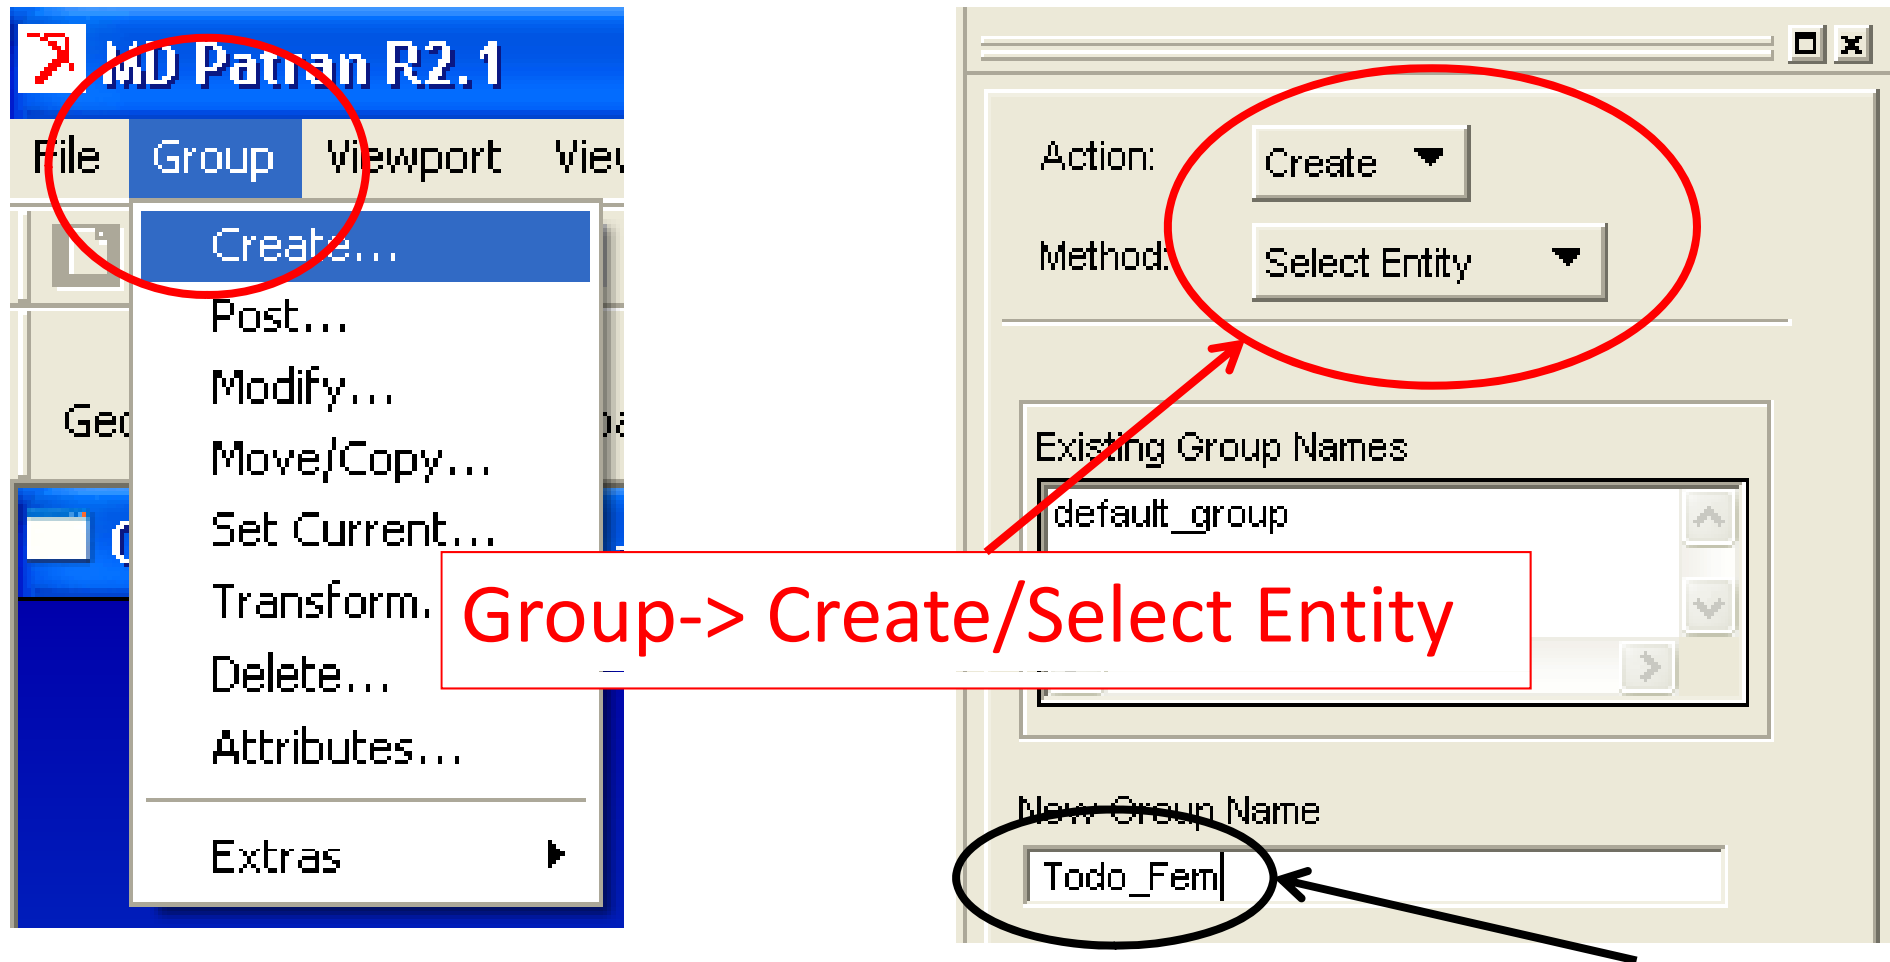 MD Patran R2.1
File Group Viewport
Create...
Post...
Modify...
Move/Copy...
Set Current...
Transform.
Delete...
Attributes...
Extras
Group-> Create/Select Entity
Action: Create
Method: Select Entity
Existing Group Names
default_group
New Group Name
Todo_Fem